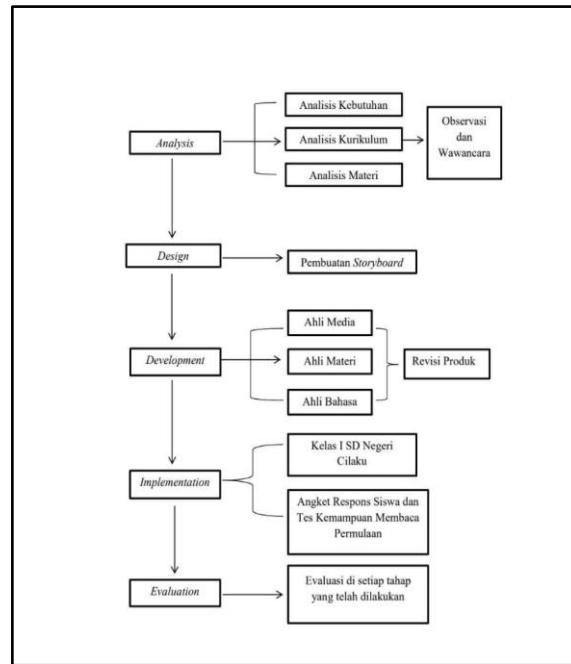 Analysis
Analisis Kebutuhan
Analisis Kurikulum
Analisis Materi
Observasi
dan
Wawancara
Design
Pembuatan Storyboard
Development
Ahli Media
Ahli Materi
Ahli Bahasa
Revisi Produk
Implementation
Kelas I SD Negeri
Cilaku
Angket Respons Siswa dan
Tes Kemampuan Membaca
Permulaan
Evaluation
Evaluasi di setiap tahap
yang telah dilakukan